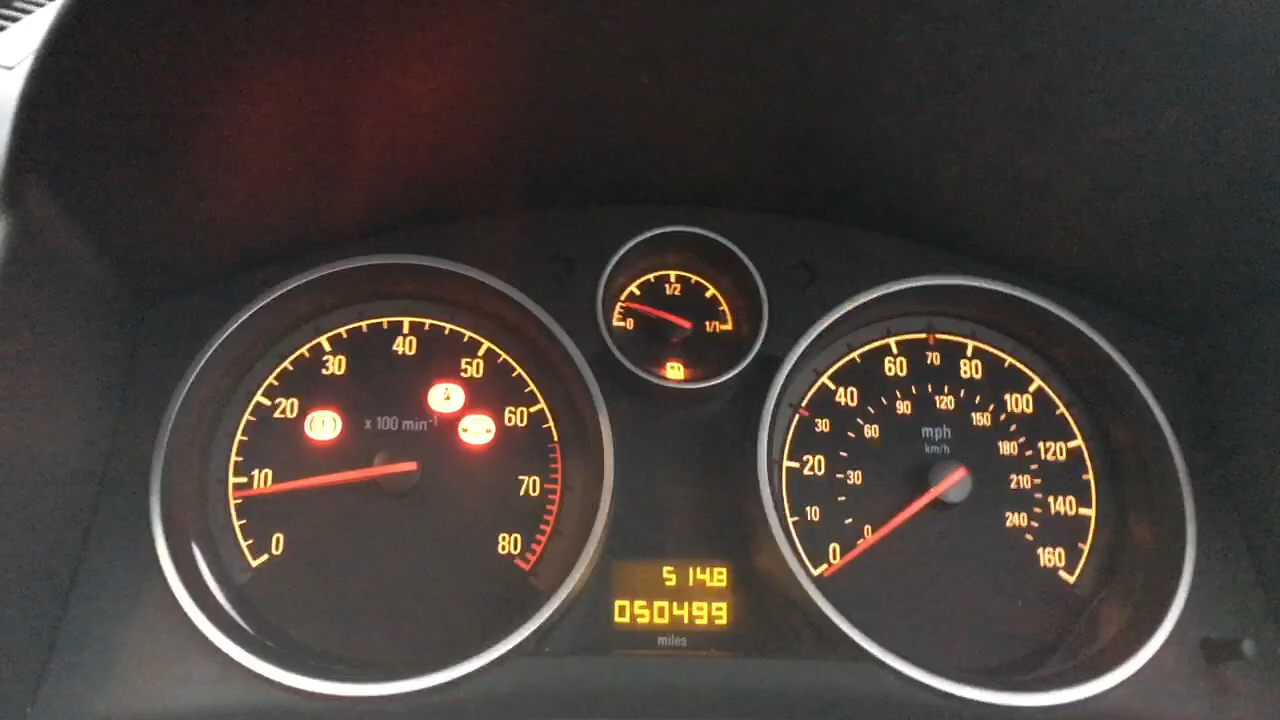 1/2
0 1/1
40
30 50
20 60
x 100 min⁻¹
10 70
0 80
60 70 80
40 100
30 120
20 140
10 160
0
mph
km/h
90 120 150
60 180
30 210
0 240
514.8
050499
miles